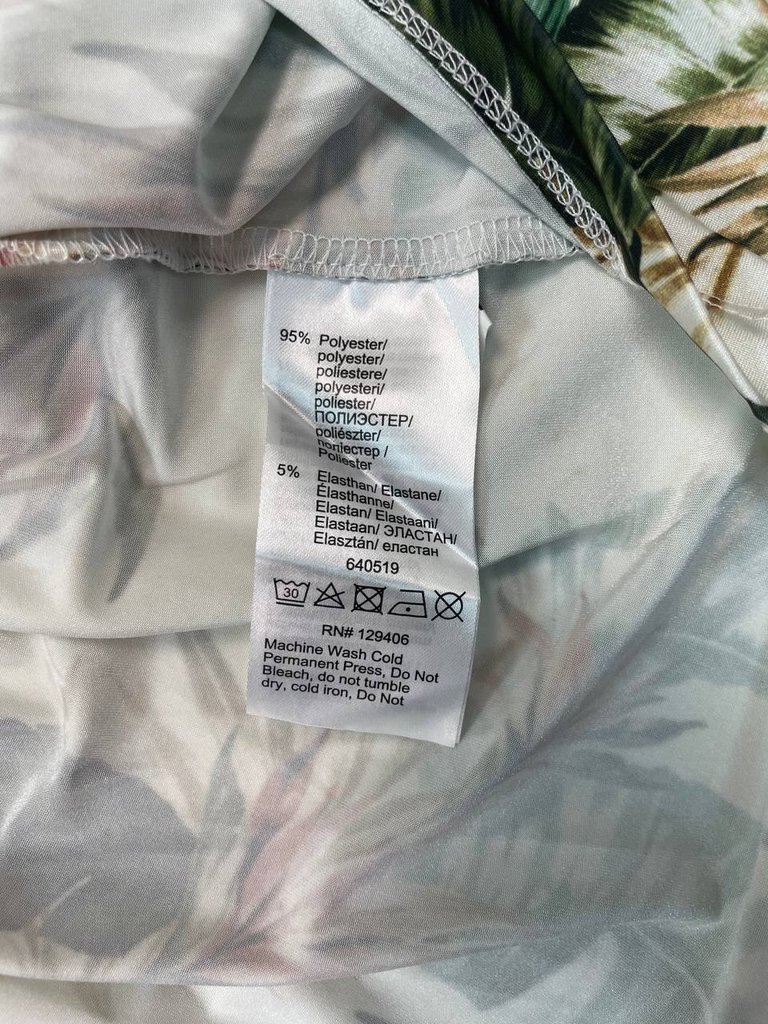 95% Polyester/
polyester/
poliestere/
polyesteri/
poliester/
ПОЛИЭСТЕР/
poliészter/
поліестер /
Poliester
5% Elasthan/ Elastane/
Élasthanne/
Elastan/ Elastaani/
Elastaan/ ЭЛАСТАН/
Elasztán/ еластан
640519
30
RN# 129406
Machine Wash Cold
Permanent Press, Do Not
Bleach, do not tumble
dry, cold iron, Do Not